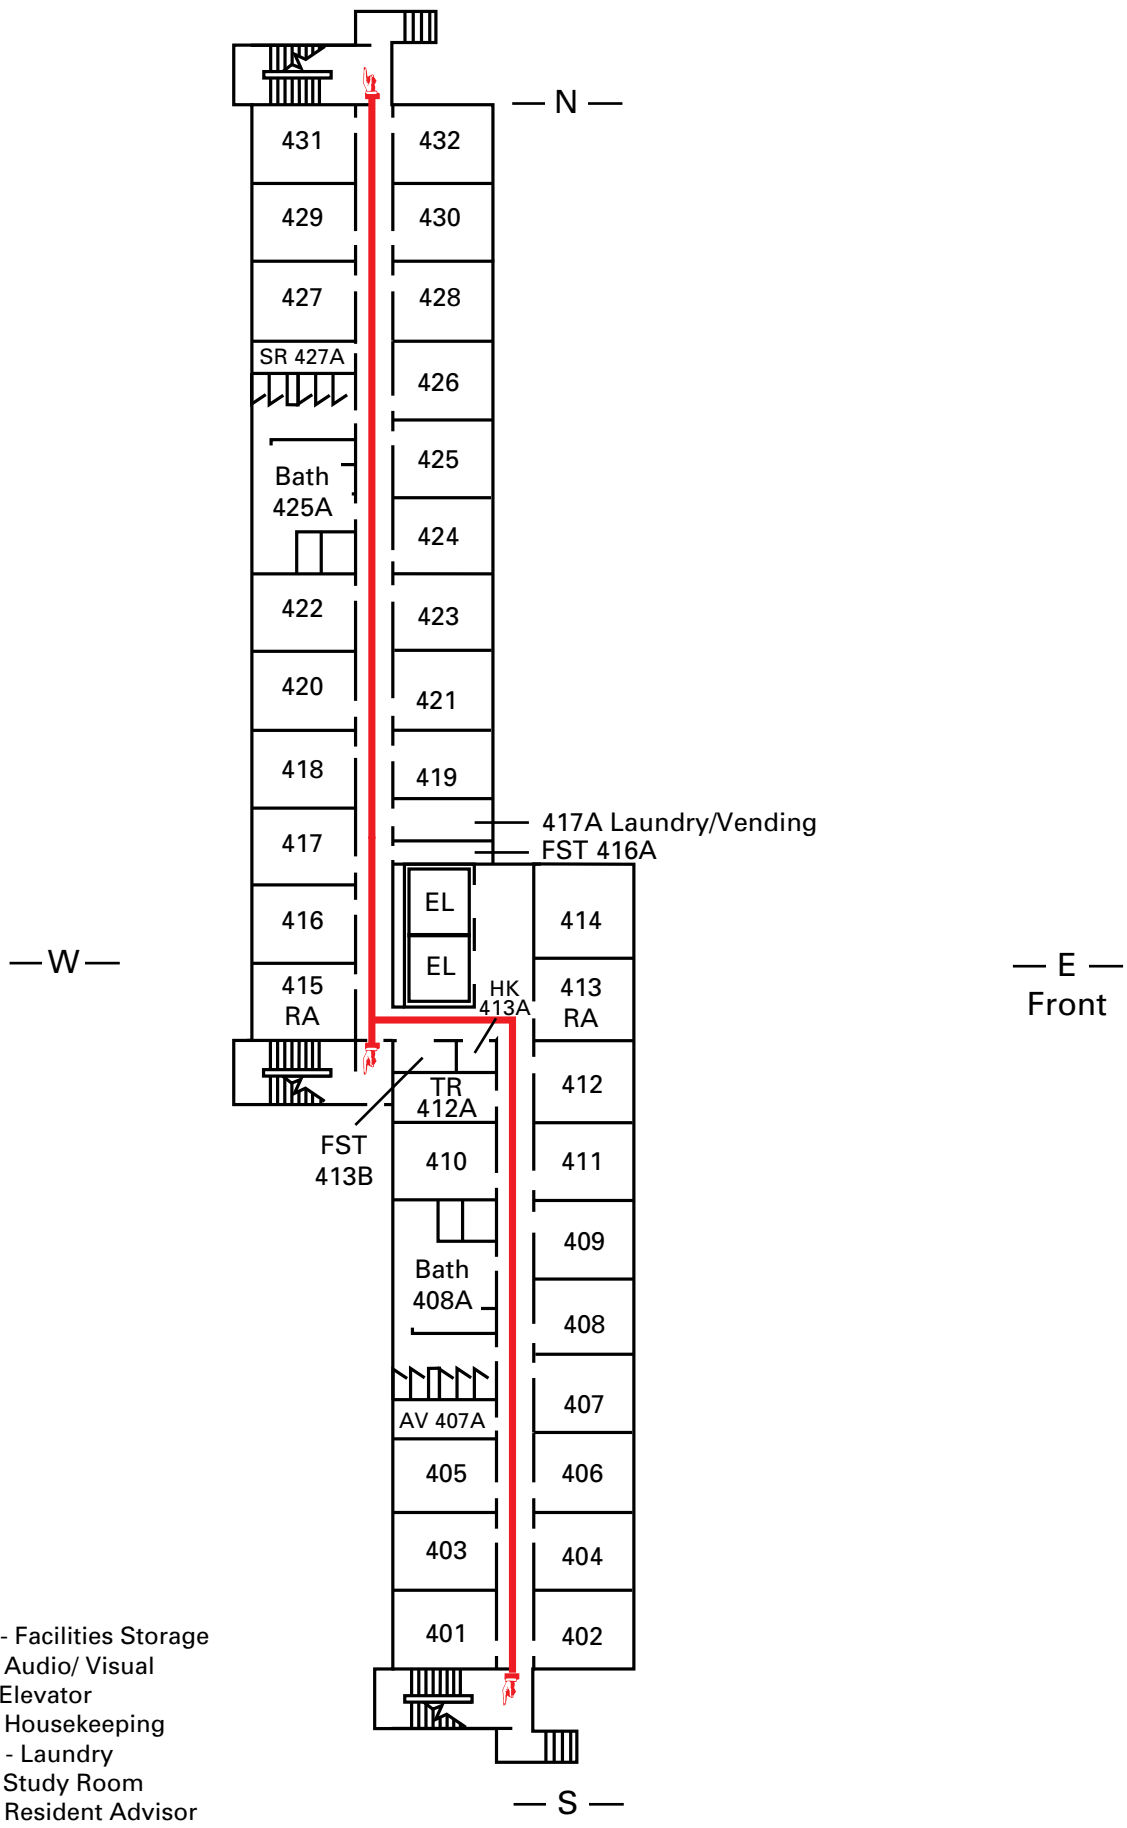 N
431
432
429
430
427
428
SR 427A
426
Bath
425A
425
424
422
423
420
421
418
419
417A Laundry/Vending
417
FST 416A
EL
416
414
W
EL
E
Front
415
RA
HK
413A
413
RA
TR
412A
412
FST
413B
410
411
409
Bath
408A
408
407
AV 407A
405
406
403
404
401
402
- Facilities Storage
Audio/ Visual
Elevator
Housekeeping
- Laundry
Study Room
Resident Advisor
S